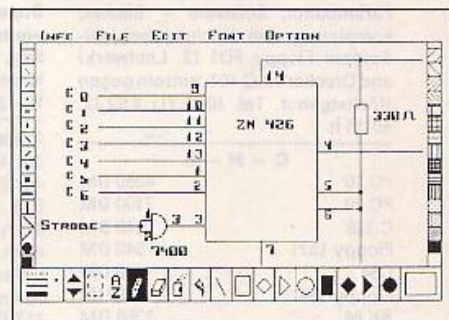 INFO FILE EDIT FONT OPTION
14
C 0 9
C 1 10
C 2 11
C 3 12
C 4 13
C 5 1
C 6 2
330Ω
ZN 426
4
5
6
STROBE 3 3
7400
7
A
Z